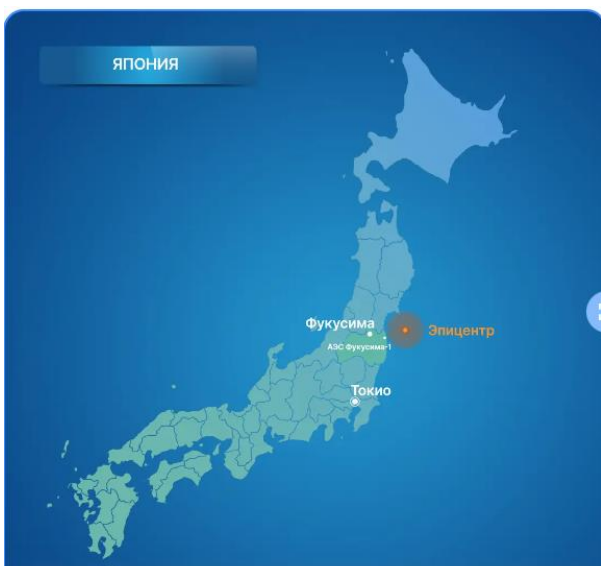 ЯПОНИЯ
Фукусима
Эпицентр
АЭС Фукусима-1
Токио